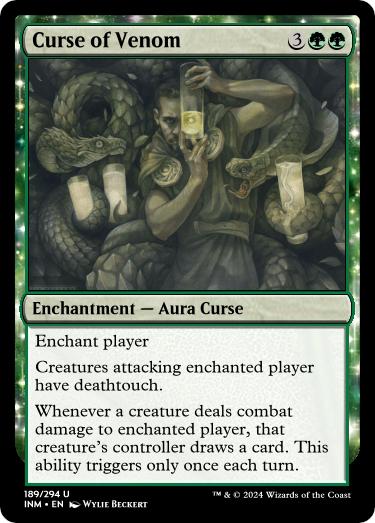 Curse of Venom 3
Enchantment — Aura Curse
Enchant player
Creatures attacking enchanted player
have deathtouch.
Whenever a creature deals combat
damage to enchanted player, that
creature's controller draws a card. This
ability triggers only once each turn.
189/294 U
INM • EN Wylie Beckert
™ & © 2024 Wizards of the Coast